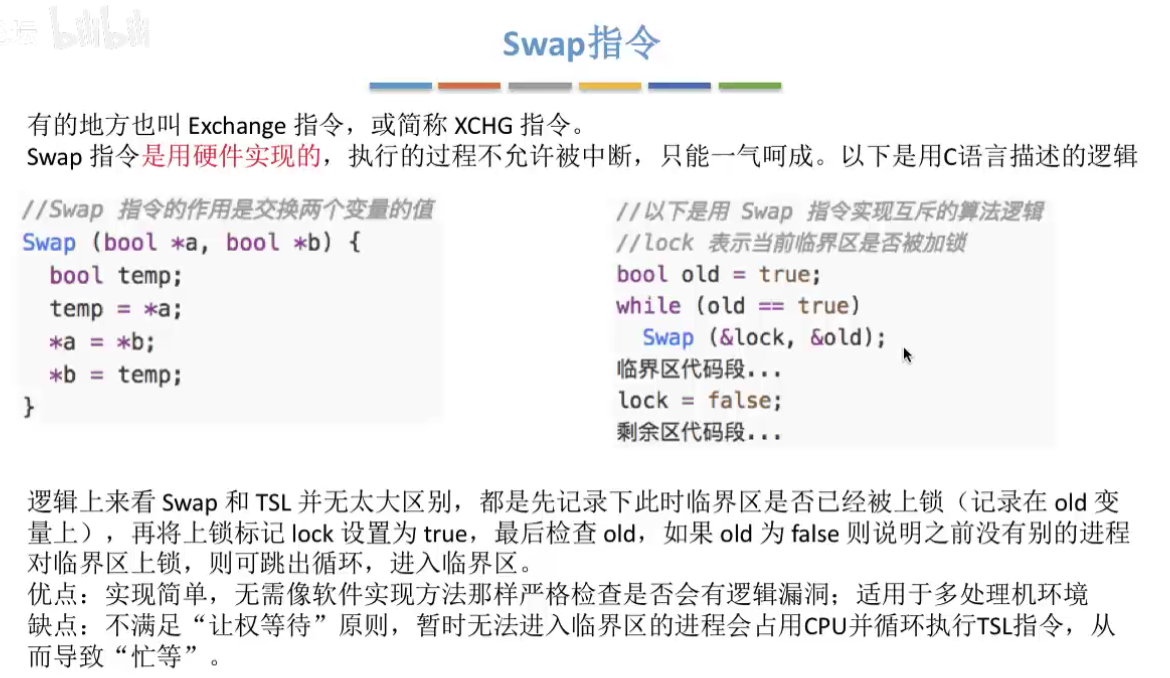 bilibili
Swap指令
有的地方也叫 Exchange 指令，或简称 XCHG 指令。
Swap 指令是用硬件实现的，执行的过程不允许被中断，只能一气呵成。以下是用C语言描述的逻辑
//Swap 指令的作用是交换两个变量的值
Swap (bool *a, bool *b) {
bool temp;
temp = *a;
*a = *b;
*b = temp;
}
//以下是用 Swap 指令实现互斥的算法逻辑
//lock 表示当前临界区是否被加锁
bool old = true;
while (old == true)
Swap (&lock, &old);
临界区代码段...
lock = false;
剩余区代码段...
逻辑上来看 Swap 和 TSL 并无太大区别，都是先记录下此时临界区是否已经被上锁（记录在 old 变
量上），再将上锁标记 lock 设置为 true，最后检查 old，如果 old 为 false 则说明之前没有别的进程
对临界区上锁，则可跳出循环，进入临界区。
优点：实现简单，无需像软件实现方法那样严格检查是否会有逻辑漏洞；适用于多处理机环境
缺点：不满足“让权等待”原则，暂时无法进入临界区的进程会占用CPU并循环执行TSL指令，从
而导致“忙等”。